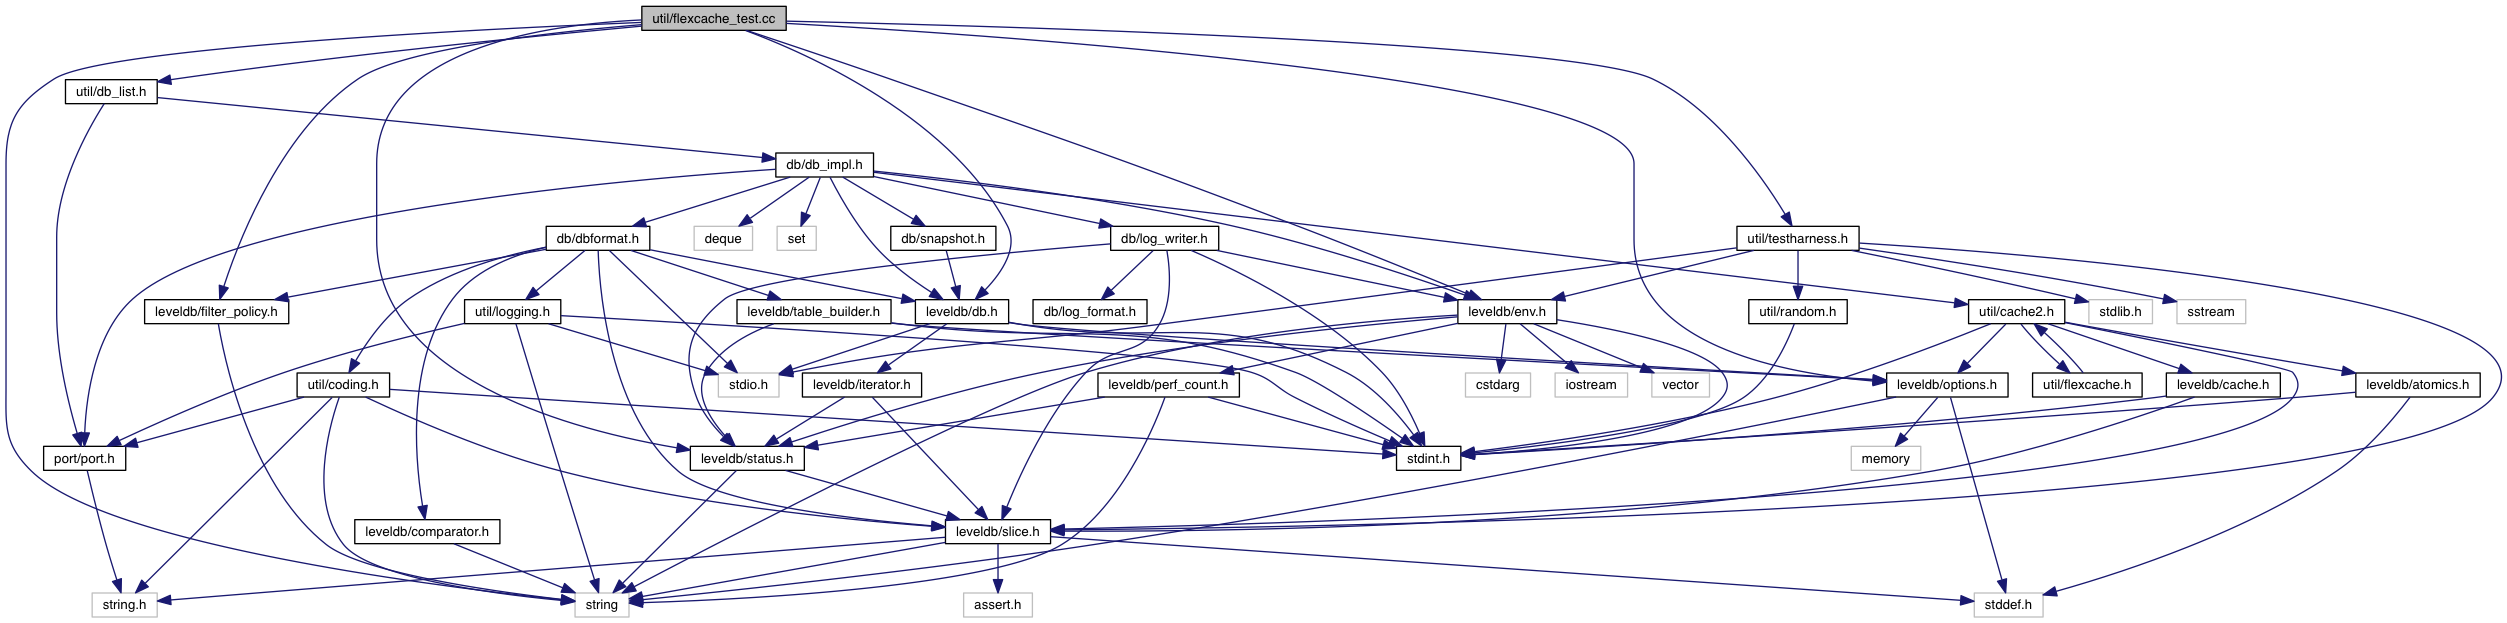 util/flexcache_test.cc
util/db_list.h
db/db_impl.h
db/dbformat.h
deque
set
db/snapshot.h
db/log_writer.h
util/testharness.h
leveldb/filter_policy.h
util/logging.h
leveldb/table_builder.h
leveldb/db.h
db/log_format.h
leveldb/env.h
util/random.h
util/cache2.h
stdlib.h
sstream
util/coding.h
stdio.h
leveldb/iterator.h
leveldb/perf_count.h
cstdarg
iostream
vector
leveldb/options.h
util/flexcache.h
leveldb/cache.h
leveldb/atomics.h
port/port.h
leveldb/status.h
stdint.h
memory
leveldb/comparator.h
leveldb/slice.h
string.h
string
assert.h
stddef.h